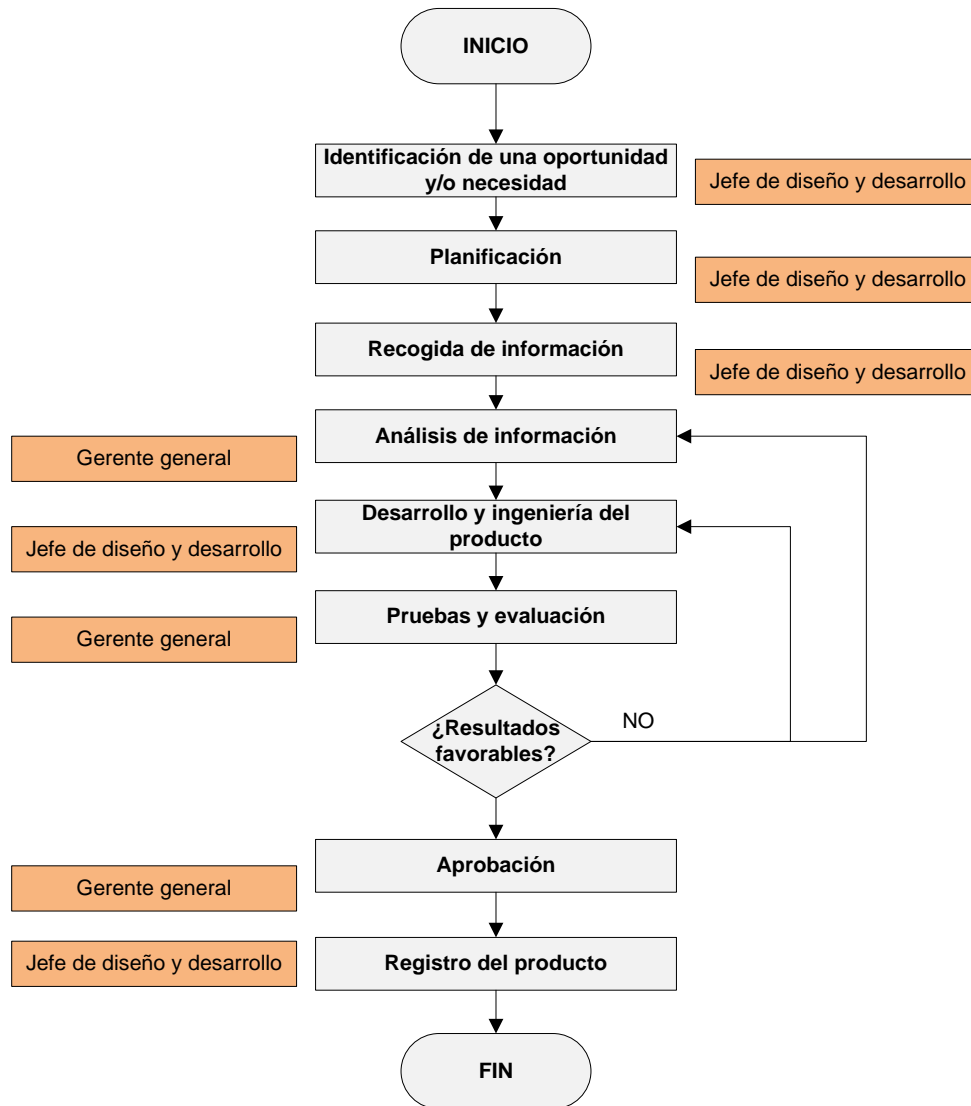 INICIO
Identificación de una oportunidad
y/o necesidad
Jefe de diseño y desarrollo
Planificación
Jefe de diseño y desarrollo
Recogida de información
Jefe de diseño y desarrollo
Análisis de información
Gerente general
Desarrollo y ingeniería del
producto
Jefe de diseño y desarrollo
Pruebas y evaluación
Gerente general
¿Resultados
favorables?
NO
Aprobación
Gerente general
Registro del producto
Jefe de diseño y desarrollo
FIN